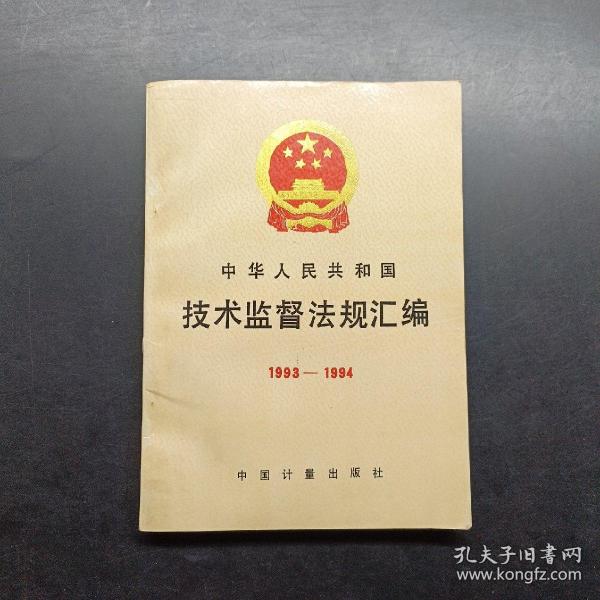 中华人民共和国
技术监督法规汇编
1993—1994
中国计量出版社
孔夫子旧书网
www.kongfz.com